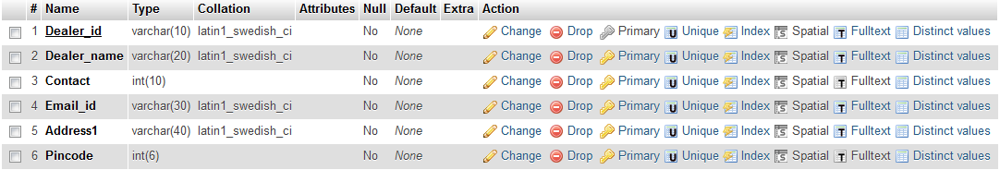 # Name Type Collation Attributes Null Default Extra Action
1 Dealer_id varchar(10) latin1_swedish_ci No None Change Drop Primary Unique Index Spatial Fulltext Distinct values
2 Dealer_name varchar(20) latin1_swedish_ci No None Change Drop Primary Unique Index Spatial Fulltext Distinct values
3 Contact int(10) No None Change Drop Primary Unique Index Spatial Fulltext Distinct values
4 Email_id varchar(30) latin1_swedish_ci No None Change Drop Primary Unique Index Spatial Fulltext Distinct values
5 Address1 varchar(40) latin1_swedish_ci No None Change Drop Primary Unique Index Spatial Fulltext Distinct values
6 Pincode int(6) No None Change Drop Primary Unique Index Spatial Fulltext Distinct values